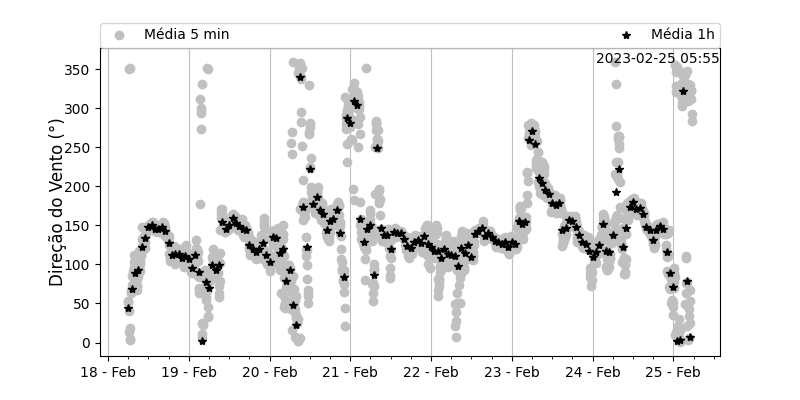 Média 5 min
Média 1h
2023-02-25 05:55
Direção do Vento (°)
350
300
250
200
150
100
50
0
18 - Feb
19 - Feb
20 - Feb
21 - Feb
22 - Feb
23 - Feb
24 - Feb
25 - Feb